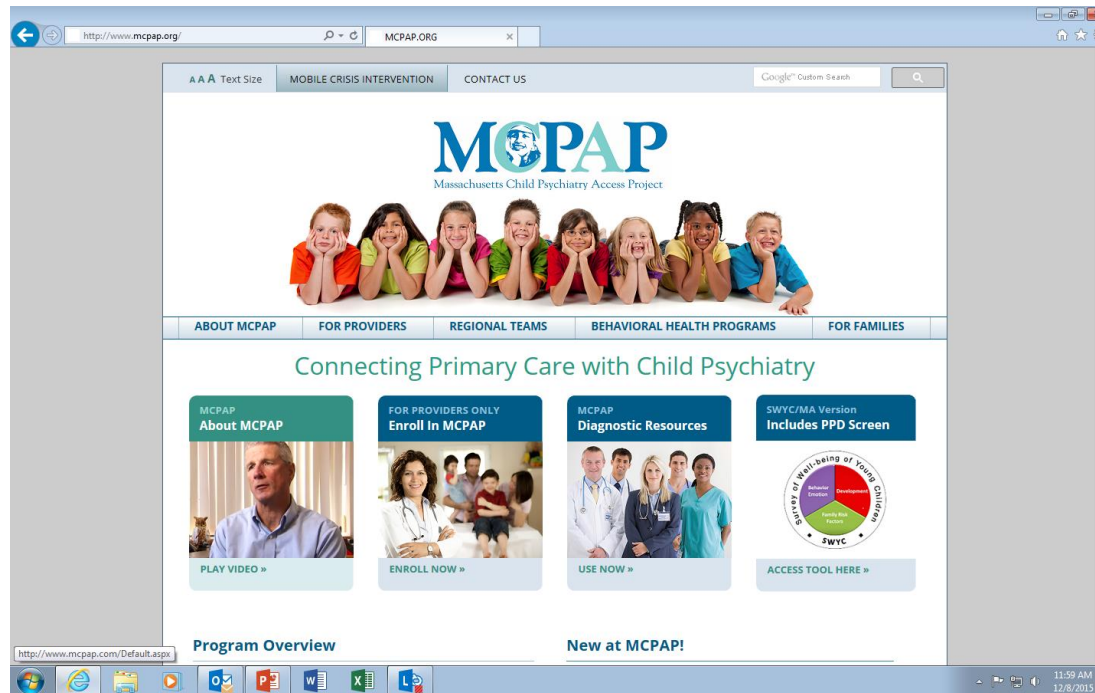 http://www.mcpap.org/
MCPAP.ORG
A A A Text Size
MOBILE CRISIS INTERVENTION
CONTACT US
Google™ Custom Search
MCPAP
Massachusetts Child Psychiatry Access Project
ABOUT MCPAP
FOR PROVIDERS
REGIONAL TEAMS
BEHAVIORAL HEALTH PROGRAMS
FOR FAMILIES
Connecting Primary Care with Child Psychiatry
MCPAP
About MCPAP
PLAY VIDEO »
FOR PROVIDERS ONLY
Enroll In MCPAP
ENROLL NOW »
MCPAP
Diagnostic Resources
USE NOW »
SWYC/MA Version
Includes PPD Screen
Survey of Well-being of Young Children
Behavior
Emotion
Development
Family Risk
Factors
SWYC
ACCESS TOOL HERE »
Program Overview
New at MCPAP!
http://www.mcpap.com/Default.aspx
11:59 AM
12/8/2015